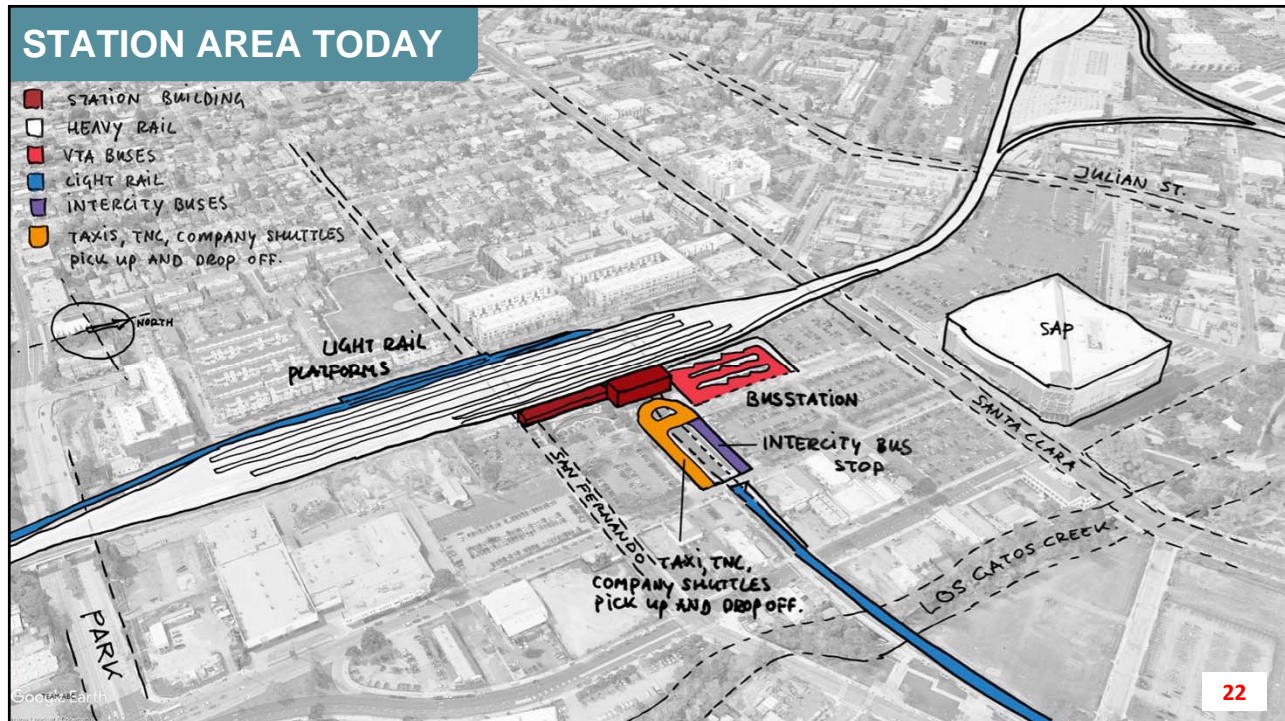 STATION AREA TODAY
STATION BUILDING
HEAVY RAIL
VTA BUSES
LIGHT RAIL
INTERCITY BUSES
TAXIS, TNC, COMPANY SHUTTLES
PICK UP AND DROP OFF.
NORTH
JULIAN ST.
SAP
LIGHT RAIL
PLATFORMS
BUSSTATION
SANTA CLARA
INTERCITY BUS
STOP
SAN FERNANDO
TAXI, TNC,
COMPANY SHUTTLES
PICK UP AND DROP OFF.
LOS GATOS CREEK.
PARK
Google Earth
TEAM ABC
22